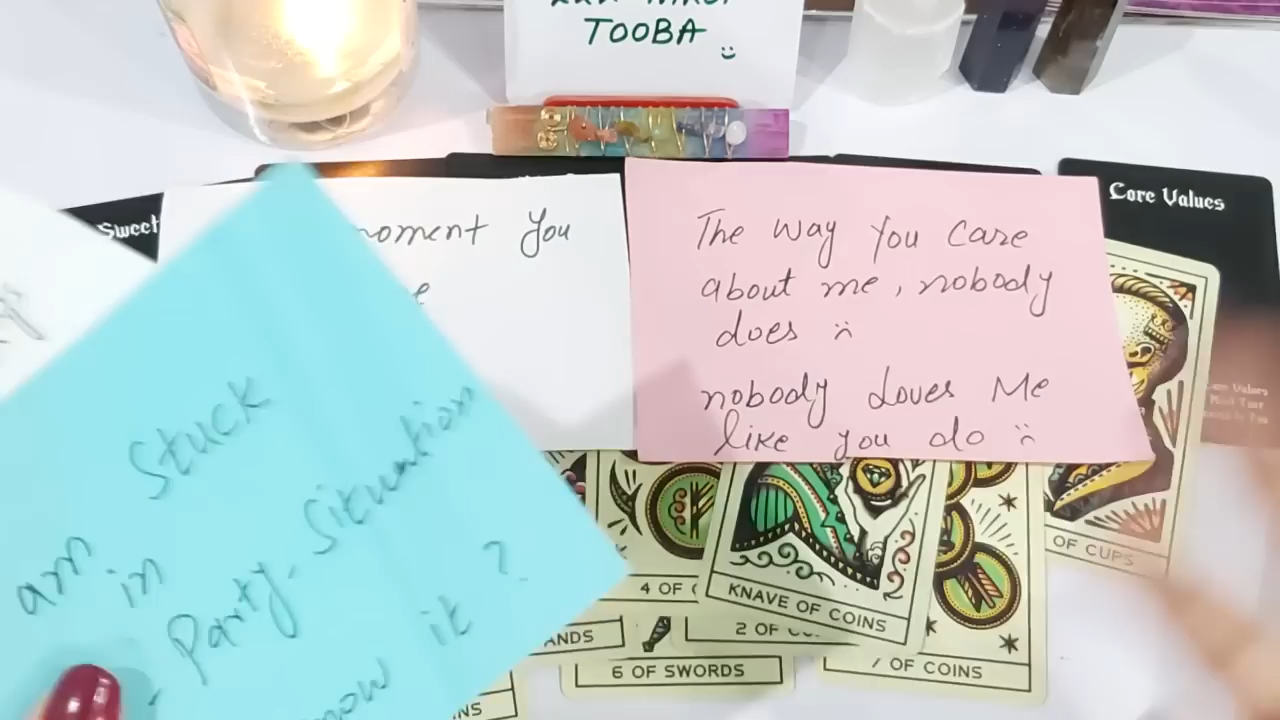 TOOBA
Sweet
moment You
The way You care
about me, nobody
does
nobody Loves Me
like you do
Core Values
Stuck
am in
Party. Situation
it ?
4 OF
KNAVE OF COINS
2 OF
OF CUPS
ANDS
6 OF SWORDS
7 OF COINS
NS